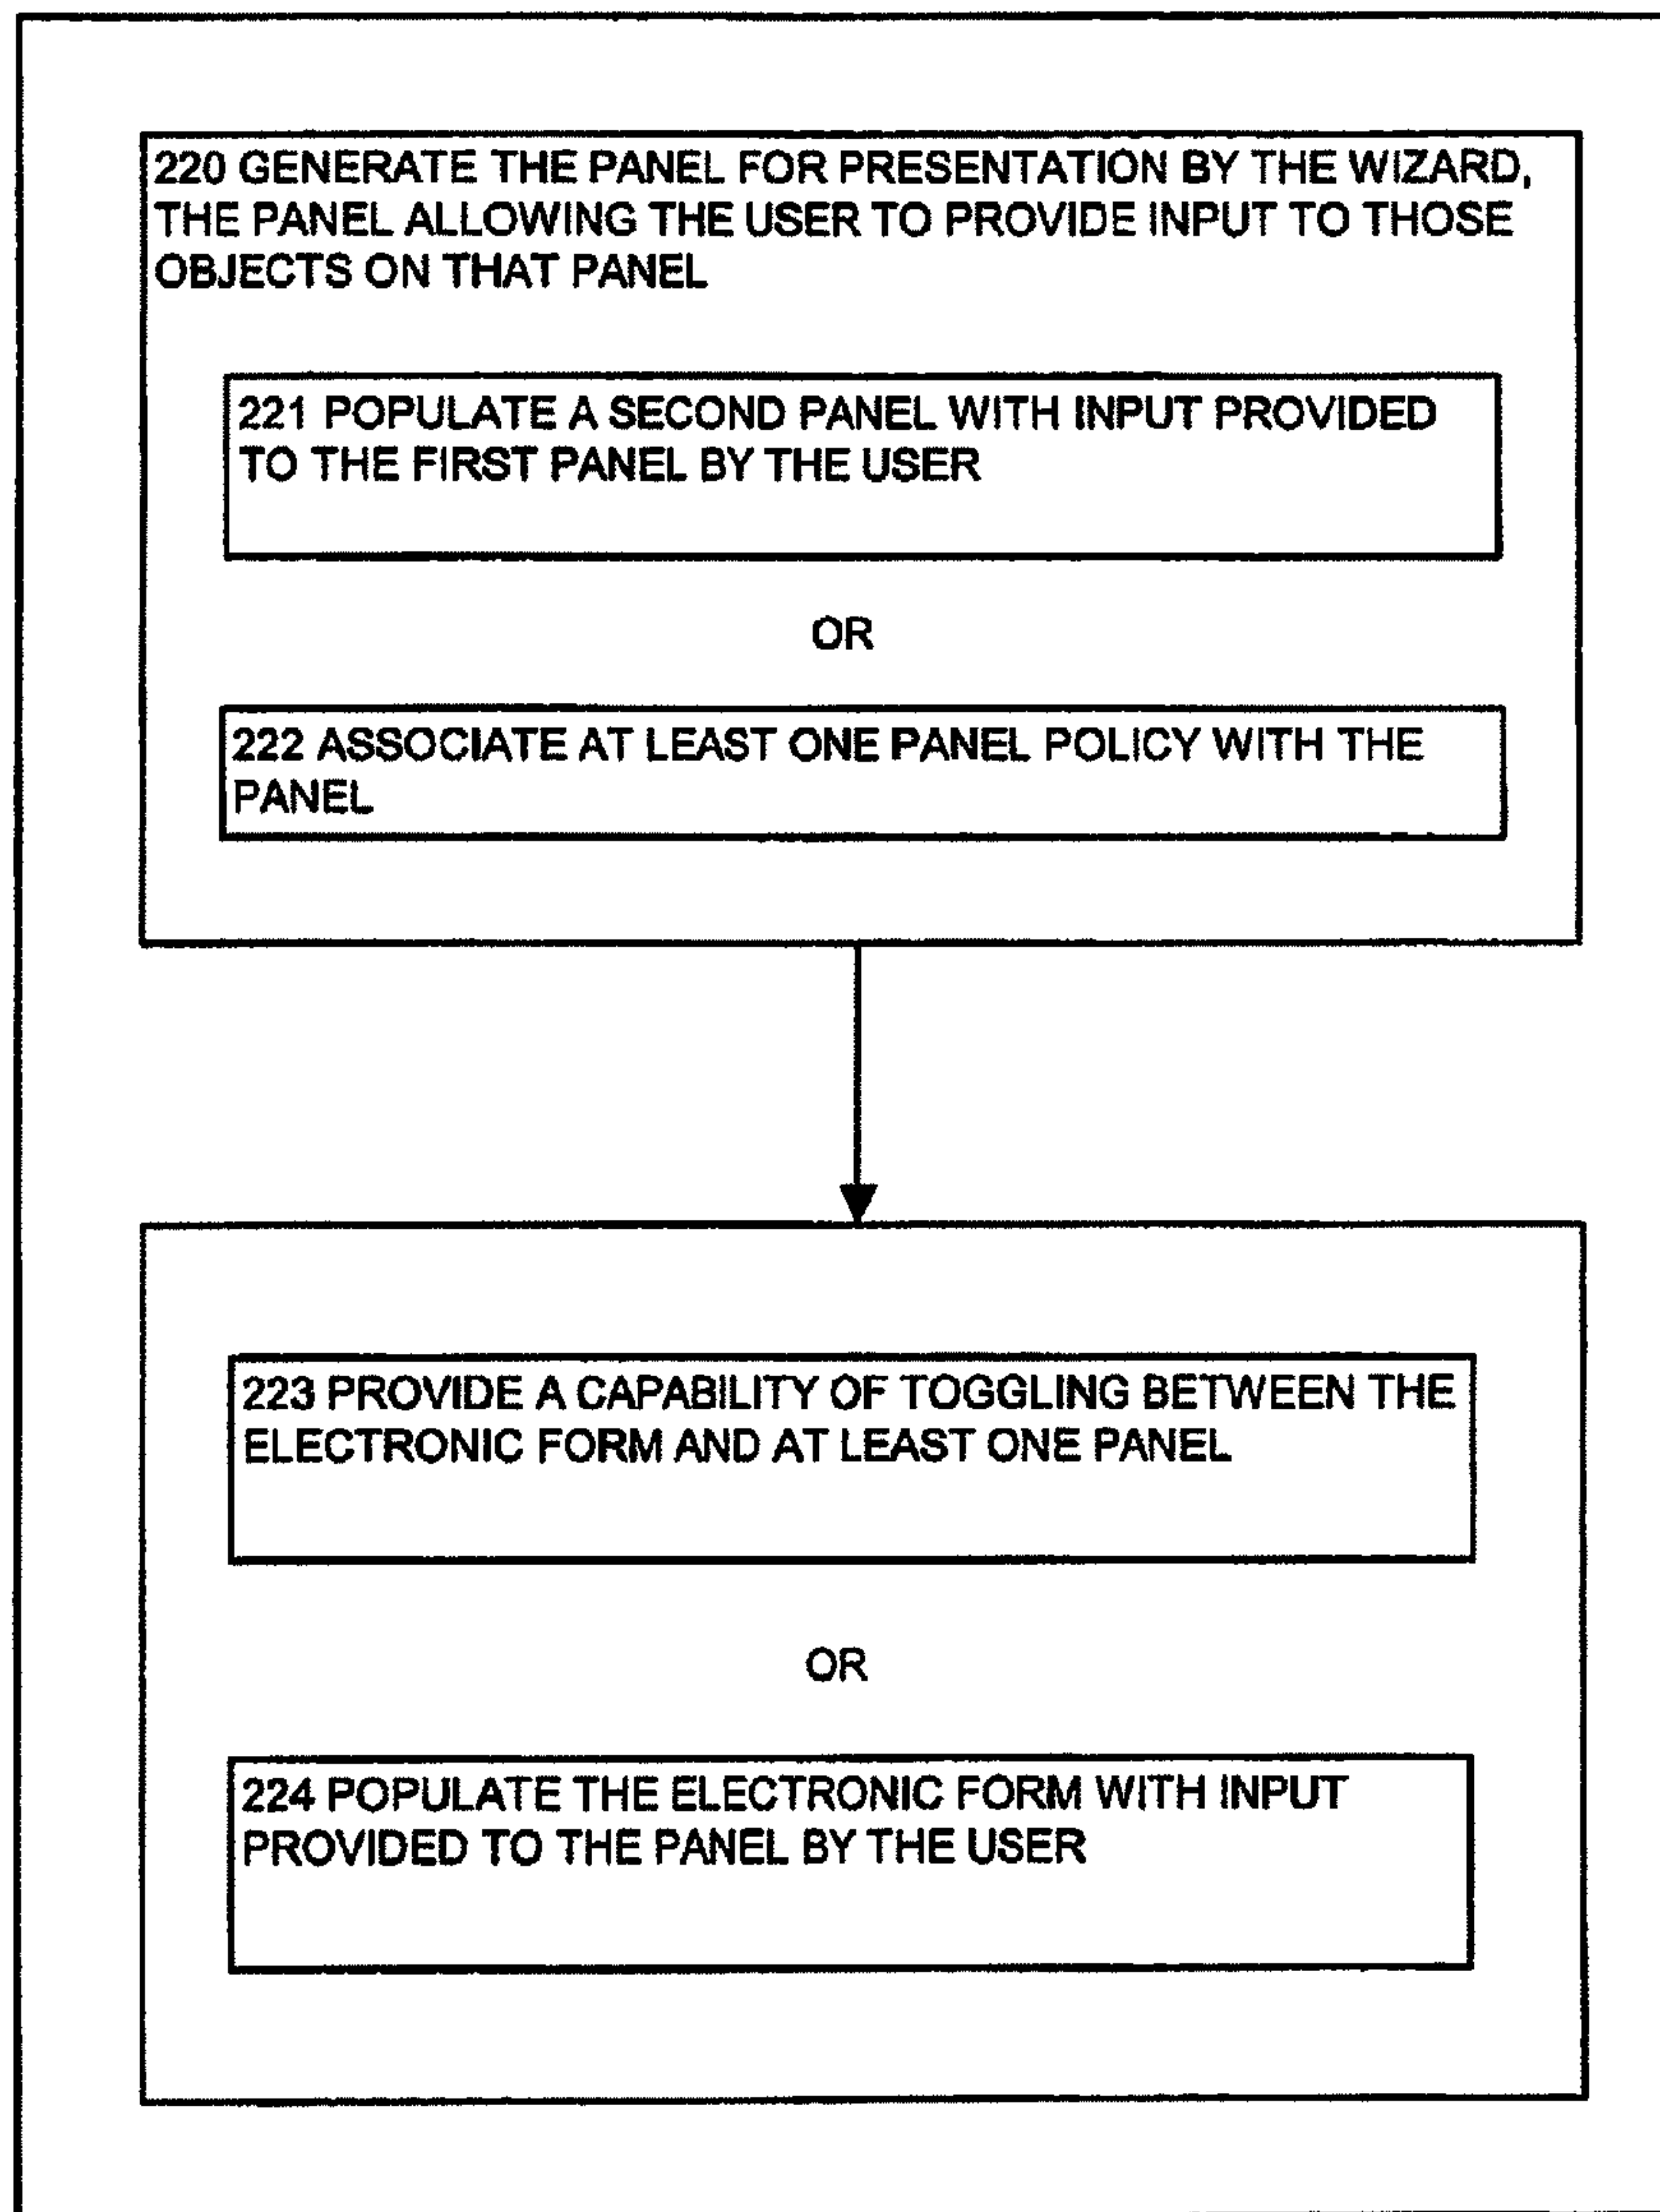 220 GENERATE THE PANEL FOR PRESENTATION BY THE WIZARD,
THE PANEL ALLOWING THE USER TO PROVIDE INPUT TO THOSE
OBJECTS ON THAT PANEL
221 POPULATE A SECOND PANEL WITH INPUT PROVIDED
TO THE FIRST PANEL BY THE USER
OR
222 ASSOCIATE AT LEAST ONE PANEL POLICY WITH THE
PANEL
223 PROVIDE A CAPABILITY OF TOGGLING BETWEEN THE
ELECTRONIC FORM AND AT LEAST ONE PANEL
OR
224 POPULATE THE ELECTRONIC FORM WITH INPUT
PROVIDED TO THE PANEL BY THE USER